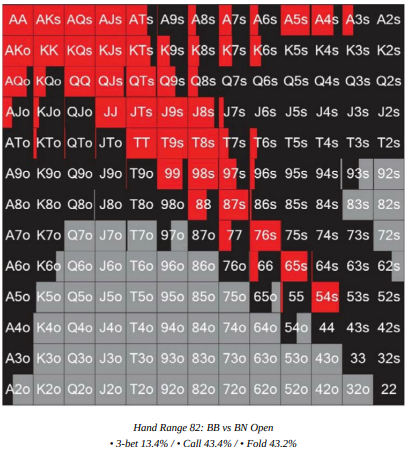 AA AKs AQs AJs ATs A9s A8s A7s A6s A5s A4s A3s A2s
AKo KK KQs KJs KTs K9s K8s K7s K6s K5s K4s K3s K2s
AQo KQo QQ QJs QTs Q9s Q8s Q7s Q6s Q5s Q4s Q3s Q2s
AJo KJo QJo JJ JTs J9s J8s J7s J6s J5s J4s J3s J2s
ATo KTo QTo JTo TT T9s T8s T7s T6s T5s T4s T3s T2s
A9o K9o Q9o J9o T9o 99 98s 97s 96s 95s 94s 93s 92s
A8o K8o Q8o J8o T8o 98o 88 87s 86s 85s 84s 83s 82s
A7o K7o Q7o J7o T7o 97o 87o 77 76s 75s 74s 73s 72s
A6o K6o Q6o J6o T6o 96o 86o 76o 66 65s 64s 63s 62s
A5o K5o Q5o J5o T5o 95o 85o 75o 65o 55 54s 53s 52s
A4o K4o Q4o J4o T4o 94o 84o 74o 64o 54o 44 43s 42s
A3o K3o Q3o J3o T3o 93o 83o 73o 63o 53o 43o 33 32s
A2o K2o Q2o J2o T2o 92o 82o 72o 62o 52o 42o 32o 22
Hand Range 82: BB vs BN Open
• 3-bet 13.4% / • Call 43.4% / • Fold 43.2%